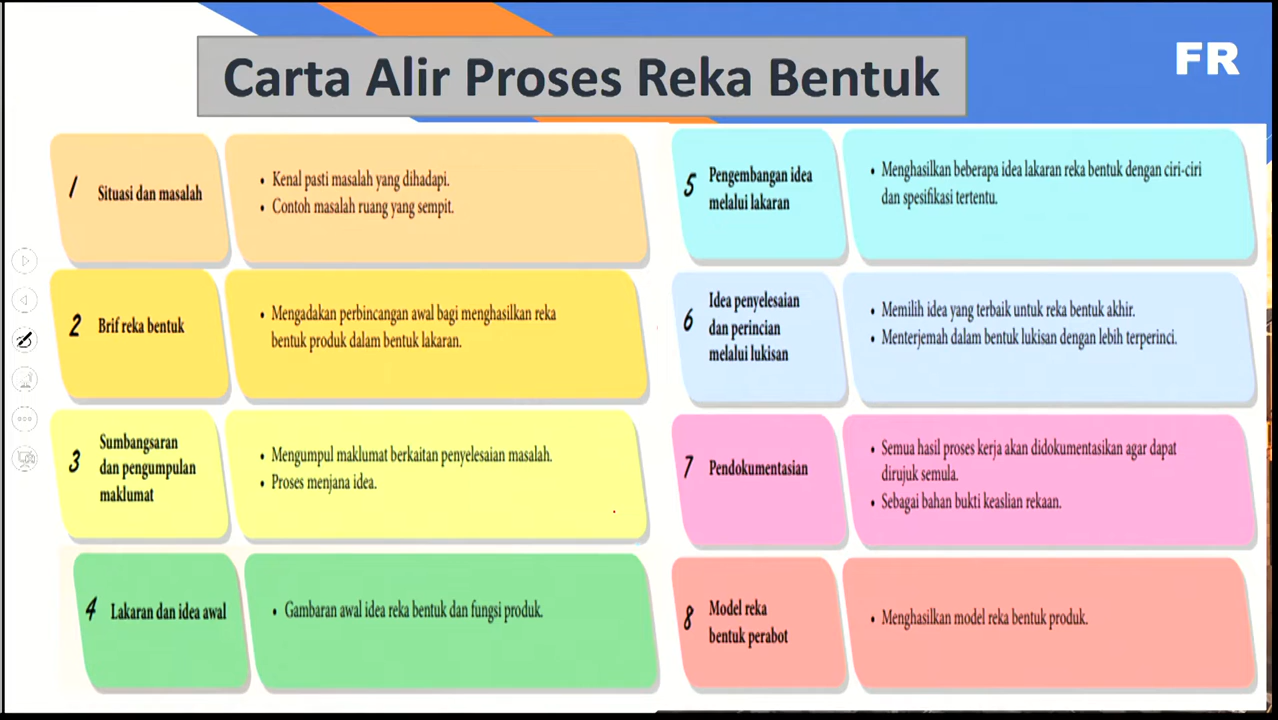 Carta Alir Proses Reka Bentuk
FR
1
Situasi dan masalah
• Kenal pasti masalah yang dihadapi.
• Contoh masalah ruang yang sempit.
2
Brif reka bentuk
• Mengadakan perbincangan awal bagi menghasilkan reka
bentuk produk dalam bentuk lakaran.
3
Sumbangsaran
dan pengumpulan
maklumat
• Mengumpul maklumat berkaitan penyelesaian masalah.
• Proses menjana idea.
4
Lakaran dan idea awal
• Gambaran awal idea reka bentuk dan fungsi produk.
5
Pengembangan idea
melalui lakaran
• Menghasilkan beberapa idea lakaran reka bentuk dengan ciri-ciri
dan spesifikasi tertentu.
6
Idea penyelesaian
dan perincian
melalui lukisan
• Memilih idea yang terbaik untuk reka bentuk akhir.
• Menterjemah dalam bentuk lukisan dengan lebih terperinci.
7
Pendokumentasian
• Semua hasil proses kerja akan didokumentasikan agar dapat
dirujuk semula.
• Sebagai bahan bukti keaslian rekaan.
8
Model reka
bentuk perabot
• Menghasilkan model reka bentuk produk.